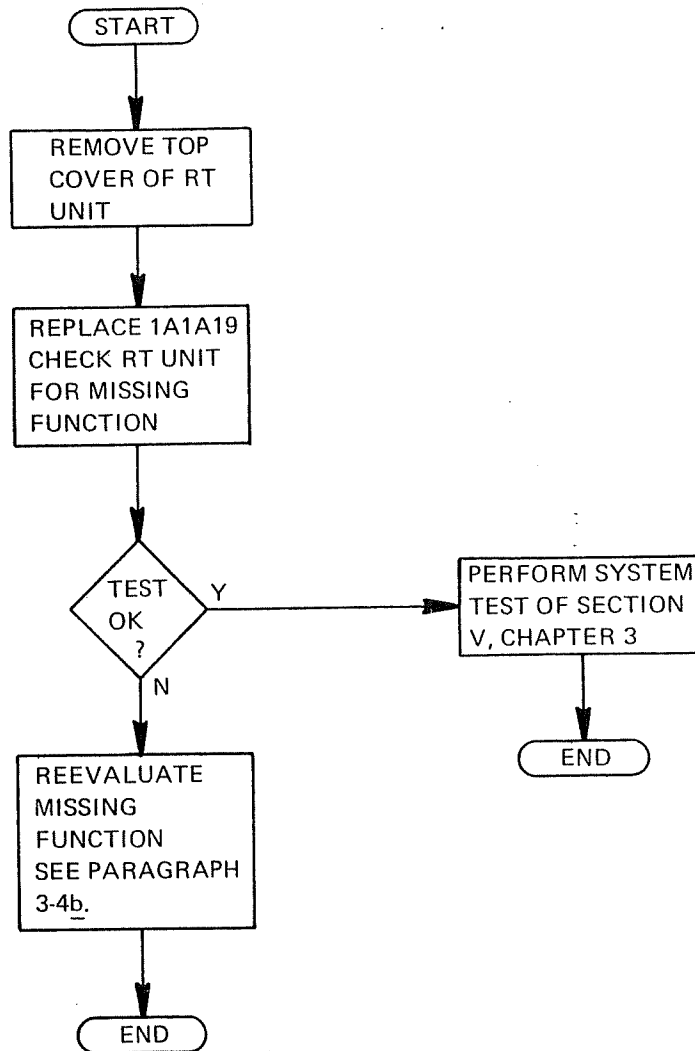 START
REMOVE TOP
COVER OF RT
UNIT
REPLACE 1A1A19
CHECK RT UNIT
FOR MISSING
FUNCTION
TEST
OK
?
Y
N
PERFORM SYSTEM
TEST OF SECTION
V, CHAPTER 3
END
REEVALUATE
MISSING
FUNCTION
SEE PARAGRAPH
3-4b.
END